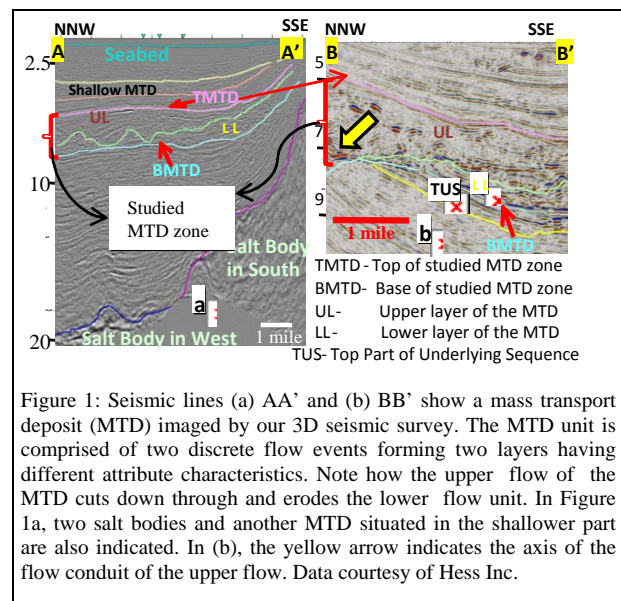 NNW SSE
A A'
2.5
Seabed
Shallow MTD
TMTD
UL
LL
BMTD
10
Studied
MTD zone
Salt Body
in South
a
20
Salt Body in West
1 mile
NNW SSE
B B'
5
UL
7
TUS
LL
9
1 mile
b
BMTD
TMTD - Top of studied MTD zone
BMTD- Base of studied MTD zone
UL- Upper layer of the MTD
LL- Lower layer of the MTD
TUS- Top Part of Underlying Sequence
Figure 1: Seismic lines (a) AA’ and (b) BB’ show a mass transport
deposit (MTD) imaged by our 3D seismic survey. The MTD unit is
comprised of two discrete flow events forming two layers having
different attribute characteristics. Note how the upper flow of the
MTD cuts down through and erodes the lower flow unit. In Figure
1a, two salt bodies and another MTD situated in the shallower part
are also indicated. In (b), the yellow arrow indicates the axis of the
flow conduit of the upper flow. Data courtesy of Hess Inc.